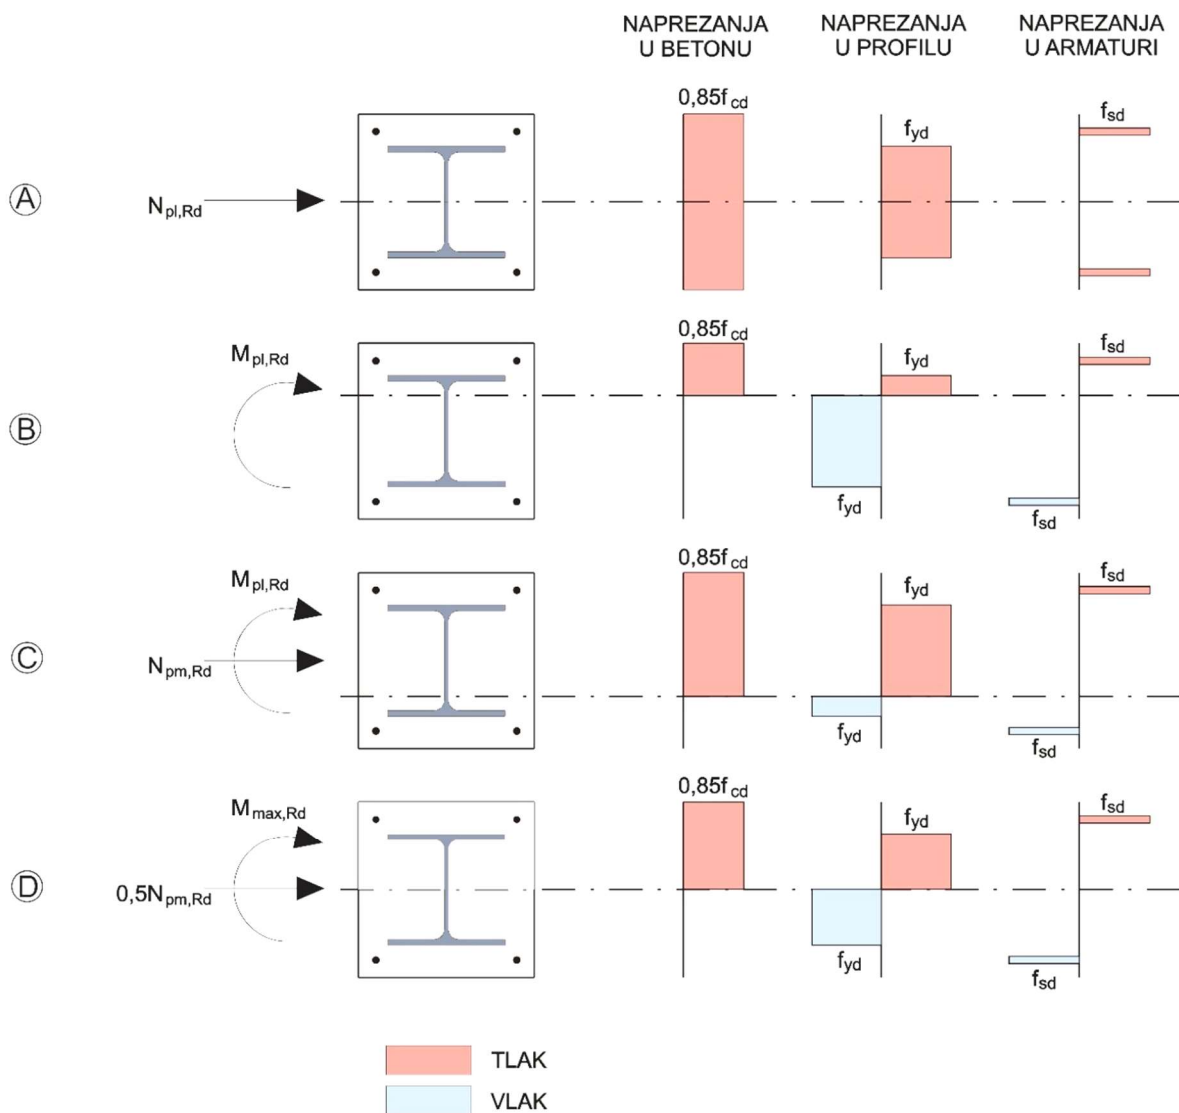 NAPREZANJA
U BETONU
NAPREZANJA
U PROFILU
NAPREZANJA
U ARMATURI
A
N pl,Rd
0,85f cd
f yd
f sd
B
M pl,Rd
0,85f cd
f yd
f sd
f yd
f sd
C
M pl,Rd
N pm,Rd
0,85f cd
f yd
f sd
f yd
f sd
D
M max,Rd
0,5N pm,Rd
0,85f cd
f yd
f sd
f yd
f sd
TLAK
VLAK